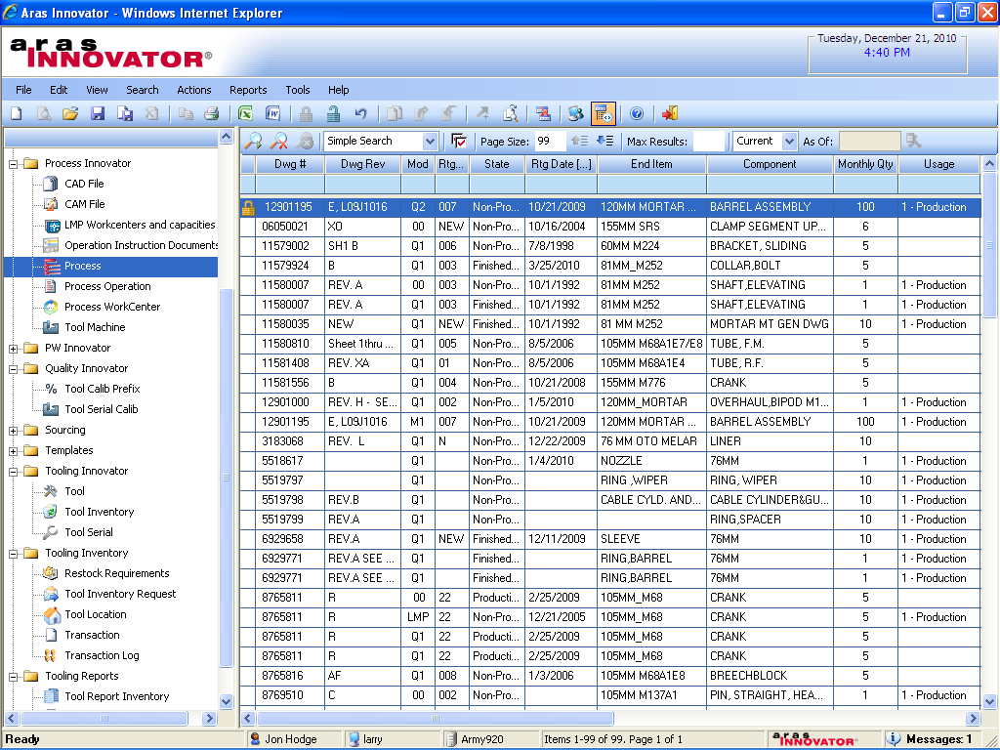 Aras Innovator - Windows Internet Explorer
aras
INNOVATOR®
Tuesday, December 21, 2010
4:40 PM
File Edit View Search Actions Reports Tools Help
Simple Search Page Size: 99 Max Results: Current As Of:
Process Innovator
CAD File
CAM File
LMP Workcenters and capacities
Operation Instruction Documents
Process
Process Operation
Process WorkCenter
Tool Machine
PW Innovator
Quality Innovator
Tool Calib Prefix
Tool Serial Calib
Sourcing
Templates
Tooling Innovator
Tool
Tool Inventory
Tool Serial
Tooling Inventory
Restock Requirements
Tool Inventory Request
Tool Location
Transaction
Transaction Log
Tooling Reports
Tool Report Inventory
Dwg # Dwg Rev Mod Rtg... State Rtg Date [...] End Item Component Monthly Qty Usage
12901195 E, L09J1016 Q2 007 Non-Pro... 10/21/2009 120MM MORTAR ... BARREL ASSEMBLY 100 1 - Production
06050021 XO 00 NEW Non-Pro... 10/16/2004 155MM SRS CLAMP SEGMENT UP... 6
11579002 SH1 B Q1 006 Non-Pro... 7/8/1998 60MM M224 BRACKET, SLIDING 5
11579924 B Q1 003 Finished... 3/25/2010 81MM_M252 COLLAR,BOLT 5
11580007 REV. A 00 003 Non-Pro... 10/1/1992 81MM M252 SHAFT,ELEVATING 1 1 - Production
11580007 REV. A Q1 003 Finished... 10/1/1992 81MM M252 SHAFT,ELEVATING 1 1 - Production
11580035 NEW Q1 NEW Non-Pro... 10/1/1992 81 MM M252 MORTAR MT GEN DWG 10 1 - Production
11580810 Sheet 1thru ... Q1 005 Non-Pro... 8/5/2006 105MM M68A1E7/E8 TUBE, F.M. 5
11581408 REV. XA Q1 01 Non-Pro... 8/5/2006 105MM M68A1E4 TUBE, R.F. 5
11581556 B Q1 004 Non-Pro... 10/21/2008 155MM M776 CRANK 5
12901000 REV. H - SE... Q1 002 Non-Pro... 1/5/2010 120MM_MORTAR OVERHAUL,BIPOD M1... 1 1 - Production
12901195 E, L09J1016 M1 007 Non-Pro... 10/21/2009 120MM MORTAR ... BARREL ASSEMBLY 100 1 - Production
3183068 REV. L Q1 N Non-Pro... 12/22/2009 76 MM OTO MELAR LINER 10
5518617 Q1 Non-Pro... 1/4/2010 NOZZLE 76MM 1 1 - Production
5519797 Q1 Non-Pro... RING ,WIPER RING, WIPER 10 1 - Production
5519798 REV.B Q1 Non-Pro... CABLE CYLD. AND... CABLE CYLINDER&GU... 10 1 - Production
5519799 REV.A Q1 Non-Pro... RING,SPACER 10 1 - Production
6929658 REV.A Q1 NEW Finished... 12/11/2009 SLEEVE 76MM 10 1 - Production
6929771 REV.A SEE ... Q1 Finished... RING,BARREL 76MM 1 1 - Production
6929771 REV.A SEE ... Q1 Finished... RING,BARREL 76MM 1 1 - Production
8765811 R 00 22 Producti... 2/25/2009 105MM_M68 CRANK 5
8765811 R LMP 22 Non-Pro... 12/21/2005 105MM_M68 CRANK 5 1 - Production
8765811 R Q1 22 Producti... 2/25/2009 105MM_M68 CRANK 5
8765811 R Q1 22 Producti... 2/25/2009 105MM_M68 CRANK 5
8765816 AF Q1 008 Non-Pro... 1/3/2006 105MM M68A1E8 BREECHBLOCK 5
8769510 C 00 002 Non-Pro... 105MM M137A1 PIN, STRAIGHT, HEA... 1 1 - Production
Ready Jon Hodge larry Army920 Items 1-99 of 99. Page 1 of 1 aras INNOVATOR Messages: 1